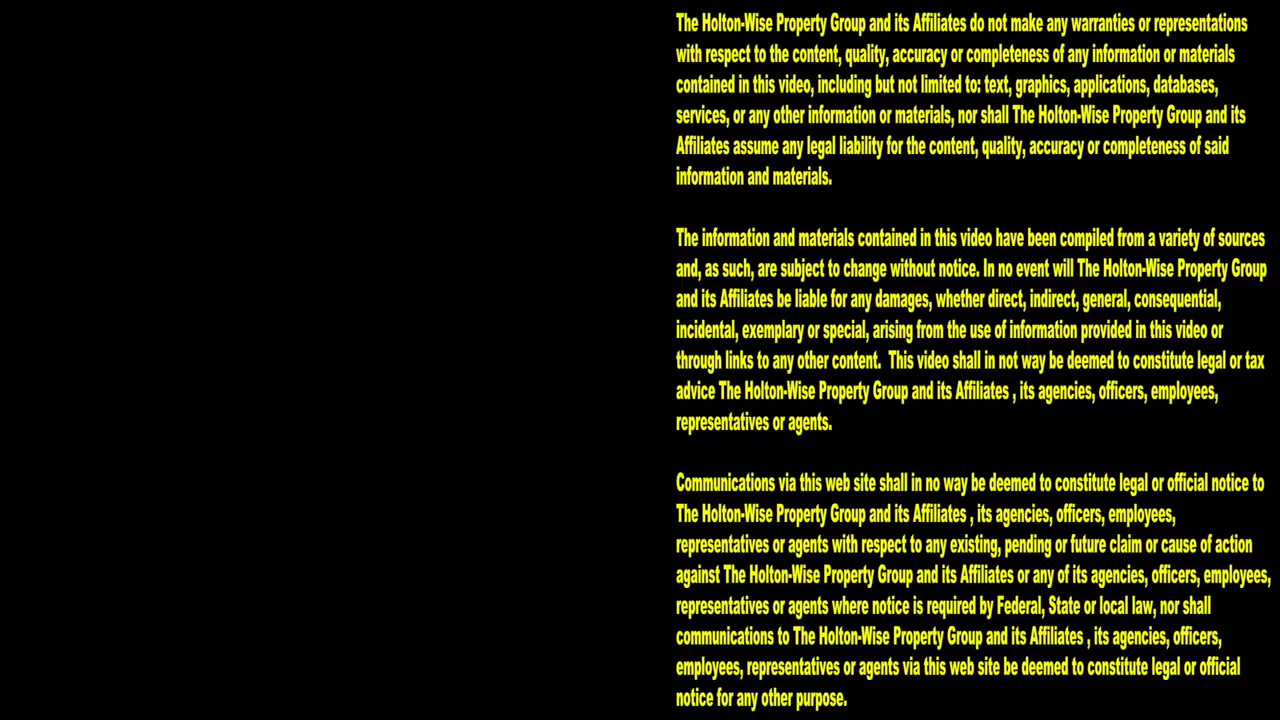 The Holton-Wise Property Group and its Affiliates do not make any warranties or representations
with respect to the content, quality, accuracy or completeness of any information or materials
contained in this video, including but not limited to: text, graphics, applications, databases,
services, or any other information or materials, nor shall The Holton-Wise Property Group and its
Affiliates assume any legal liability for the content, quality, accuracy or completeness of said
information and materials.
The information and materials contained in this video have been compiled from a variety of sources
and, as such, are subject to change without notice. In no event will The Holton-Wise Property Group
and its Affiliates be liable for any damages, whether direct, indirect, general, consequential,
incidental, exemplary or special, arising from the use of information provided in this video or
through links to any other content.  This video shall in not way be deemed to constitute legal or tax
advice The Holton-Wise Property Group and its Affiliates , its agencies, officers, employees,
representatives or agents.
Communications via this web site shall in no way be deemed to constitute legal or official notice to
The Holton-Wise Property Group and its Affiliates , its agencies, officers, employees,
representatives or agents with respect to any existing, pending or future claim or cause of action
against The Holton-Wise Property Group and its Affiliates or any of its agencies, officers, employees,
representatives or agents where notice is required by Federal, State or local law, nor shall
communications to The Holton-Wise Property Group and its Affiliates , its agencies, officers,
employees, representatives or agents via this web site be deemed to constitute legal or official
notice for any other purpose.